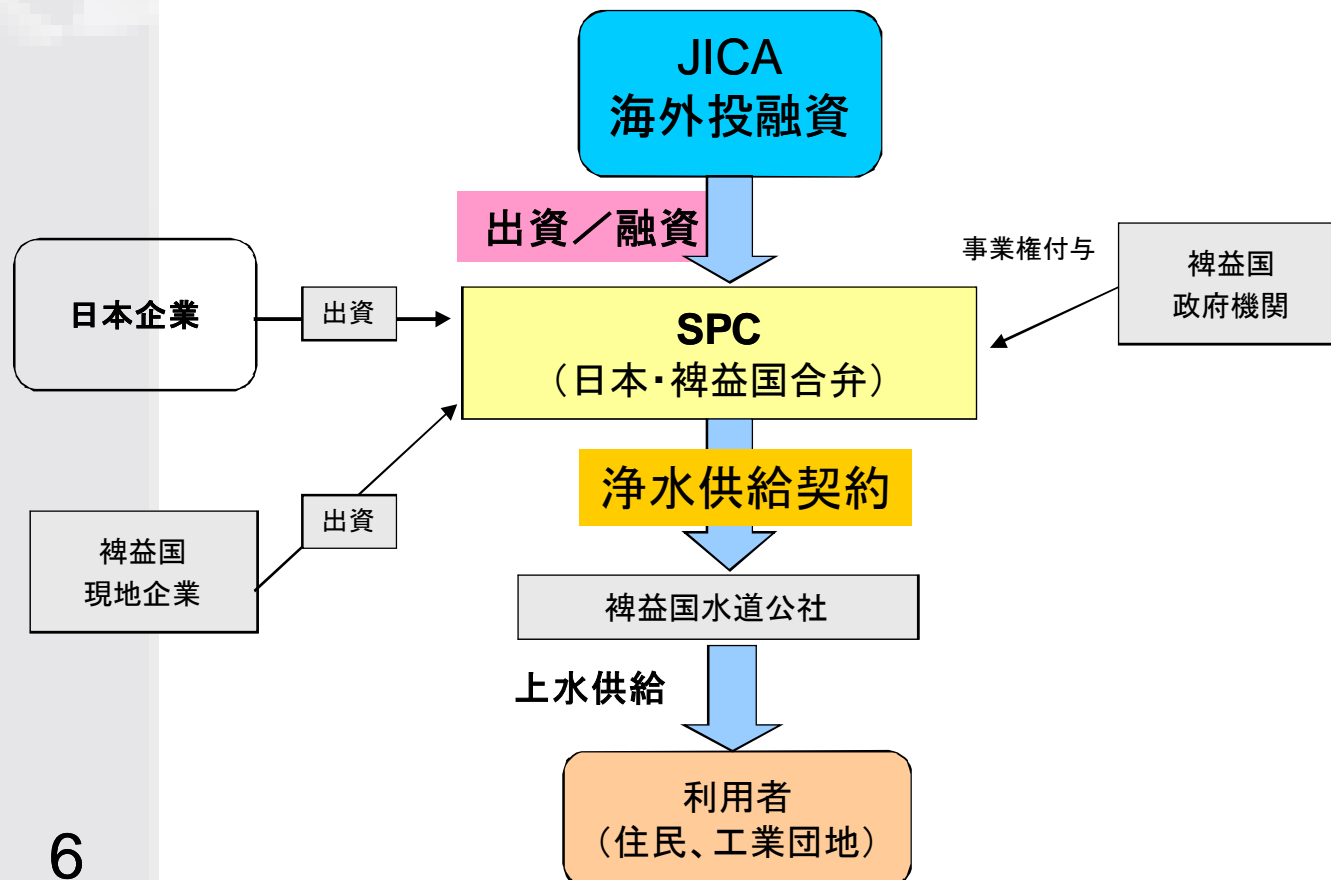 JICA
海外投融資
出資／融資
事業権付与
裨益国
政府機関
日本企業
出資
SPC
（日本・裨益国合弁）
浄水供給契約
出資
裨益国
現地企業
裨益国水道公社
上水供給
利用者
（住民、工業団地）
6